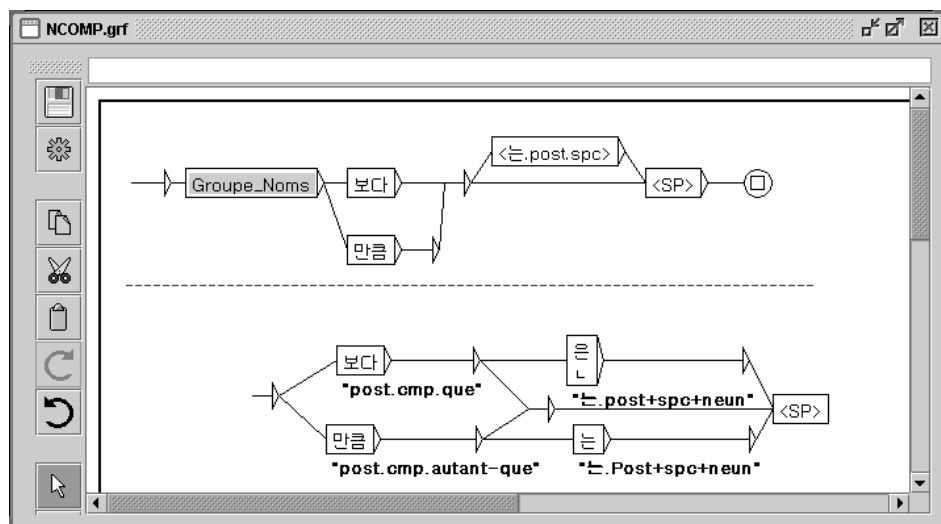 NCOMP.grf
<는.post.spc>
Groupe_Noms 보다 <SP>
만큼
보다 은
ㄴ
"post.cmp.que" "는.post+spc+neun"
<SP>
만큼 는
"post.cmp.autant-que" "는.Post+spc+neun"